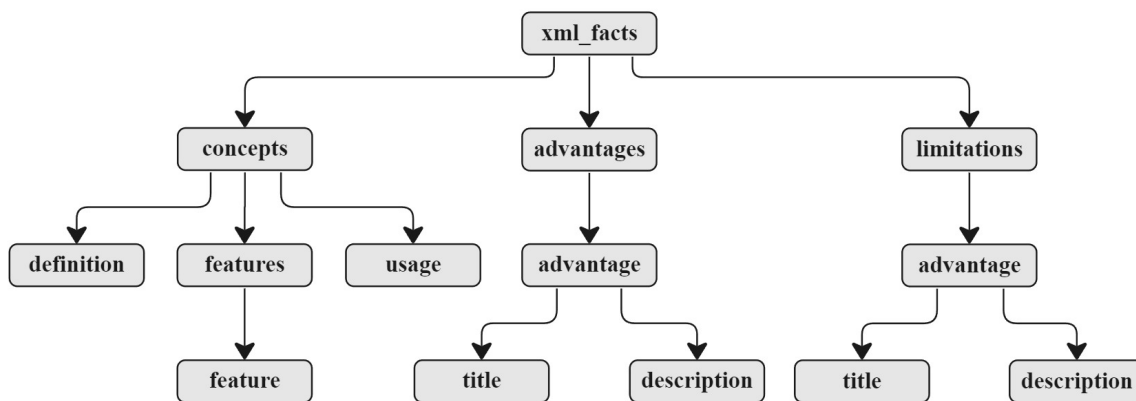 xml_facts
concepts
advantages
limitations
definition
features
usage
advantage
advantage
feature
title
description
title
description